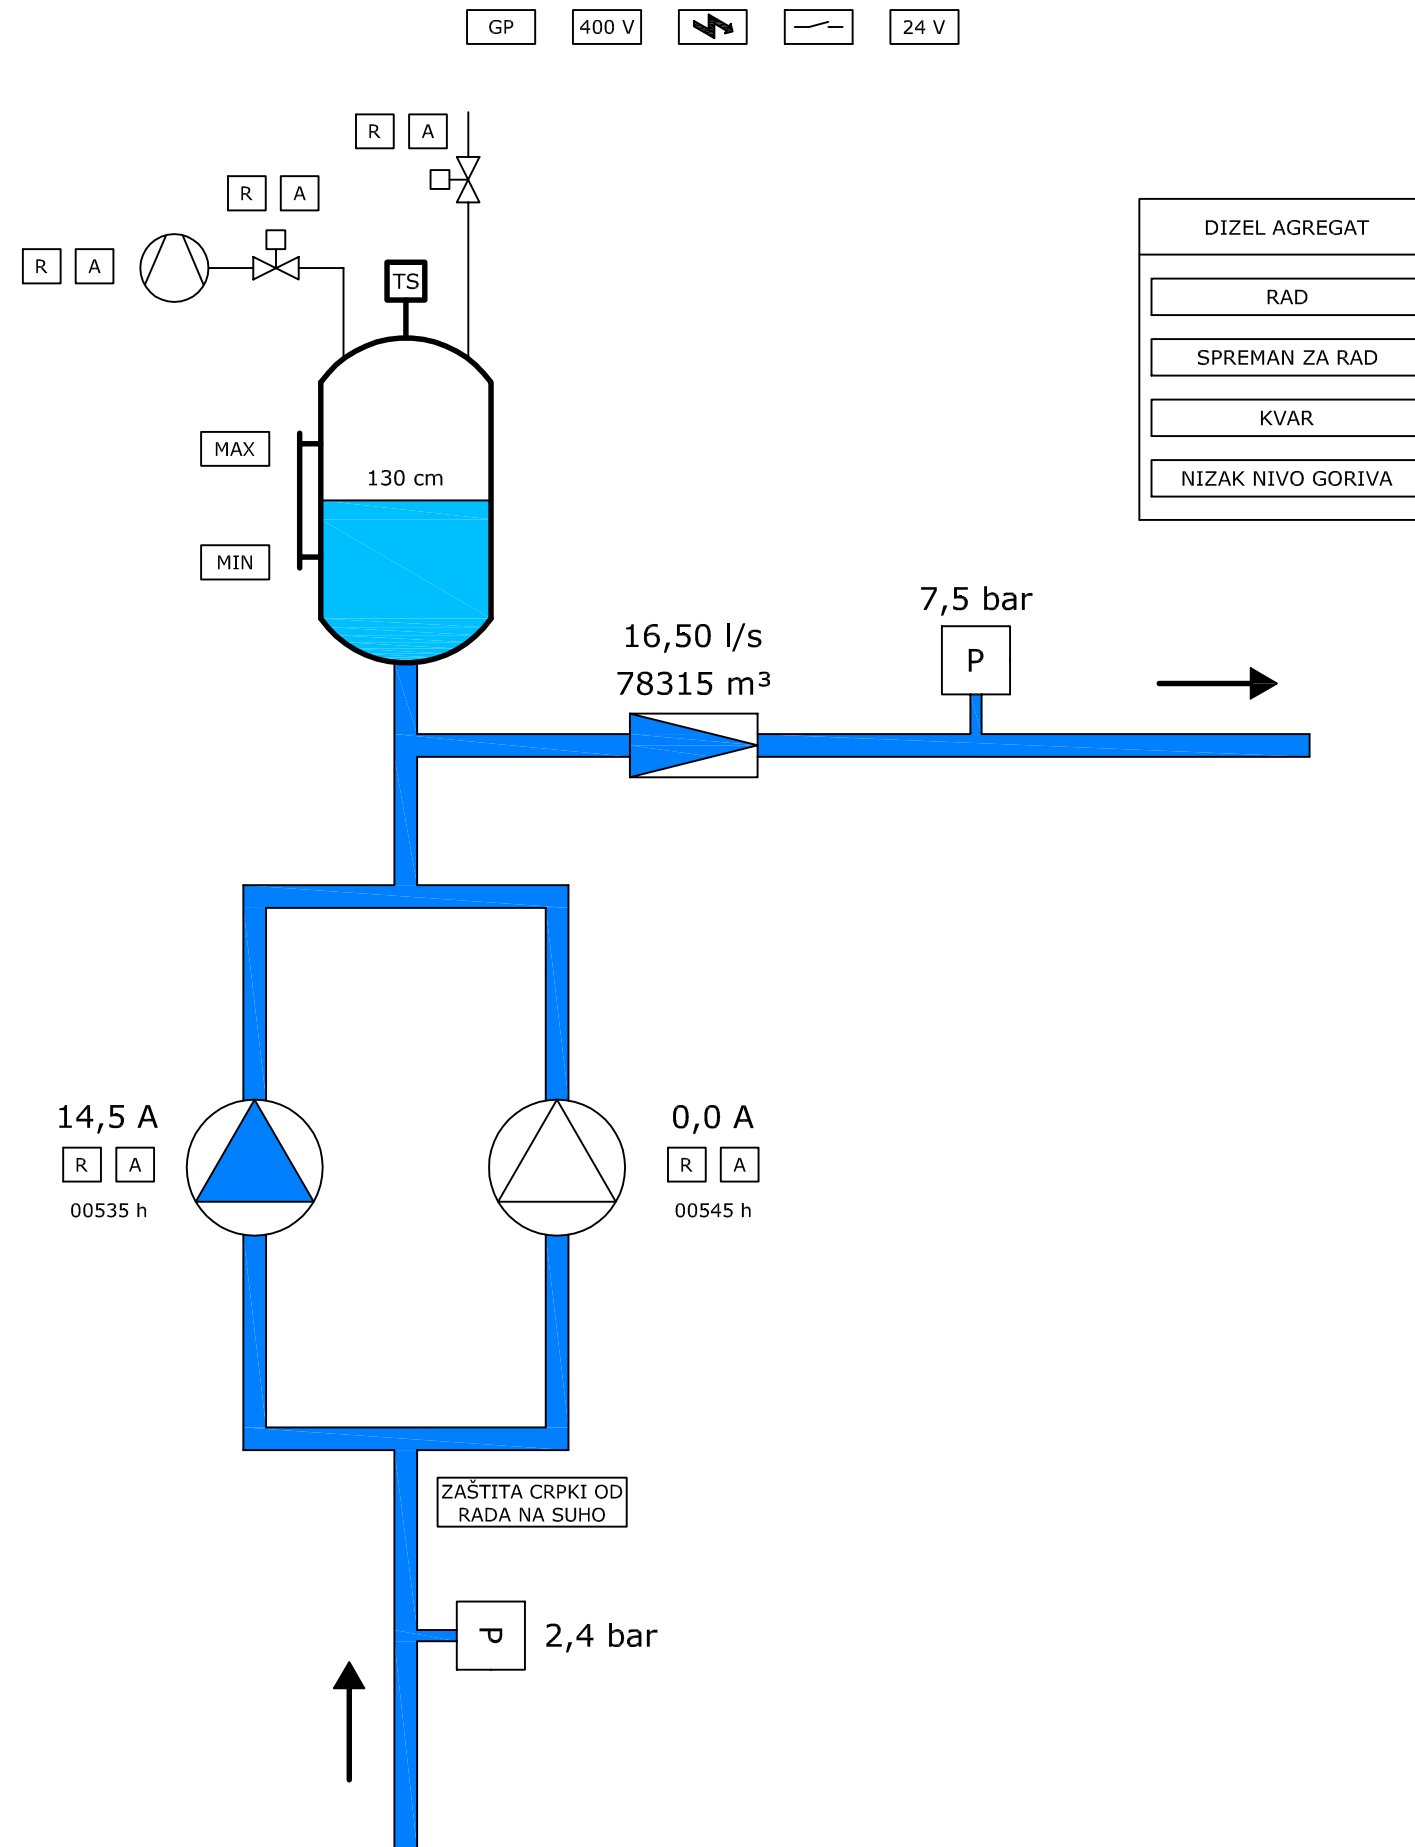 GP
400 V
24 V
R A
R A
R A
TS
DIZEL AGREGAT
RAD
SPREMAN ZA RAD
KVAR
NIZAK NIVO GORIVA
MAX
130 cm
MIN
7,5 bar
P
16,50 l/s
78315 m³
14,5 A
R A
00535 h
0,0 A
R A
00545 h
ZAŠTITA CRPKI OD
RADA NA SUHO
P
2,4 bar